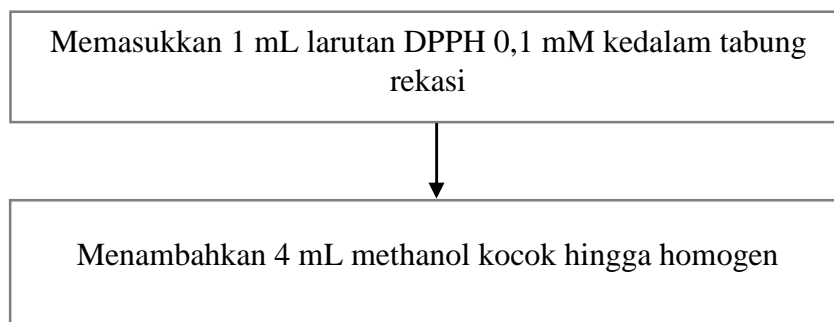 Memasukkan 1 mL larutan DPPH 0,1 mM kedalam tabung
rekasi
Menambahkan 4 mL methanol kocok hingga homogen